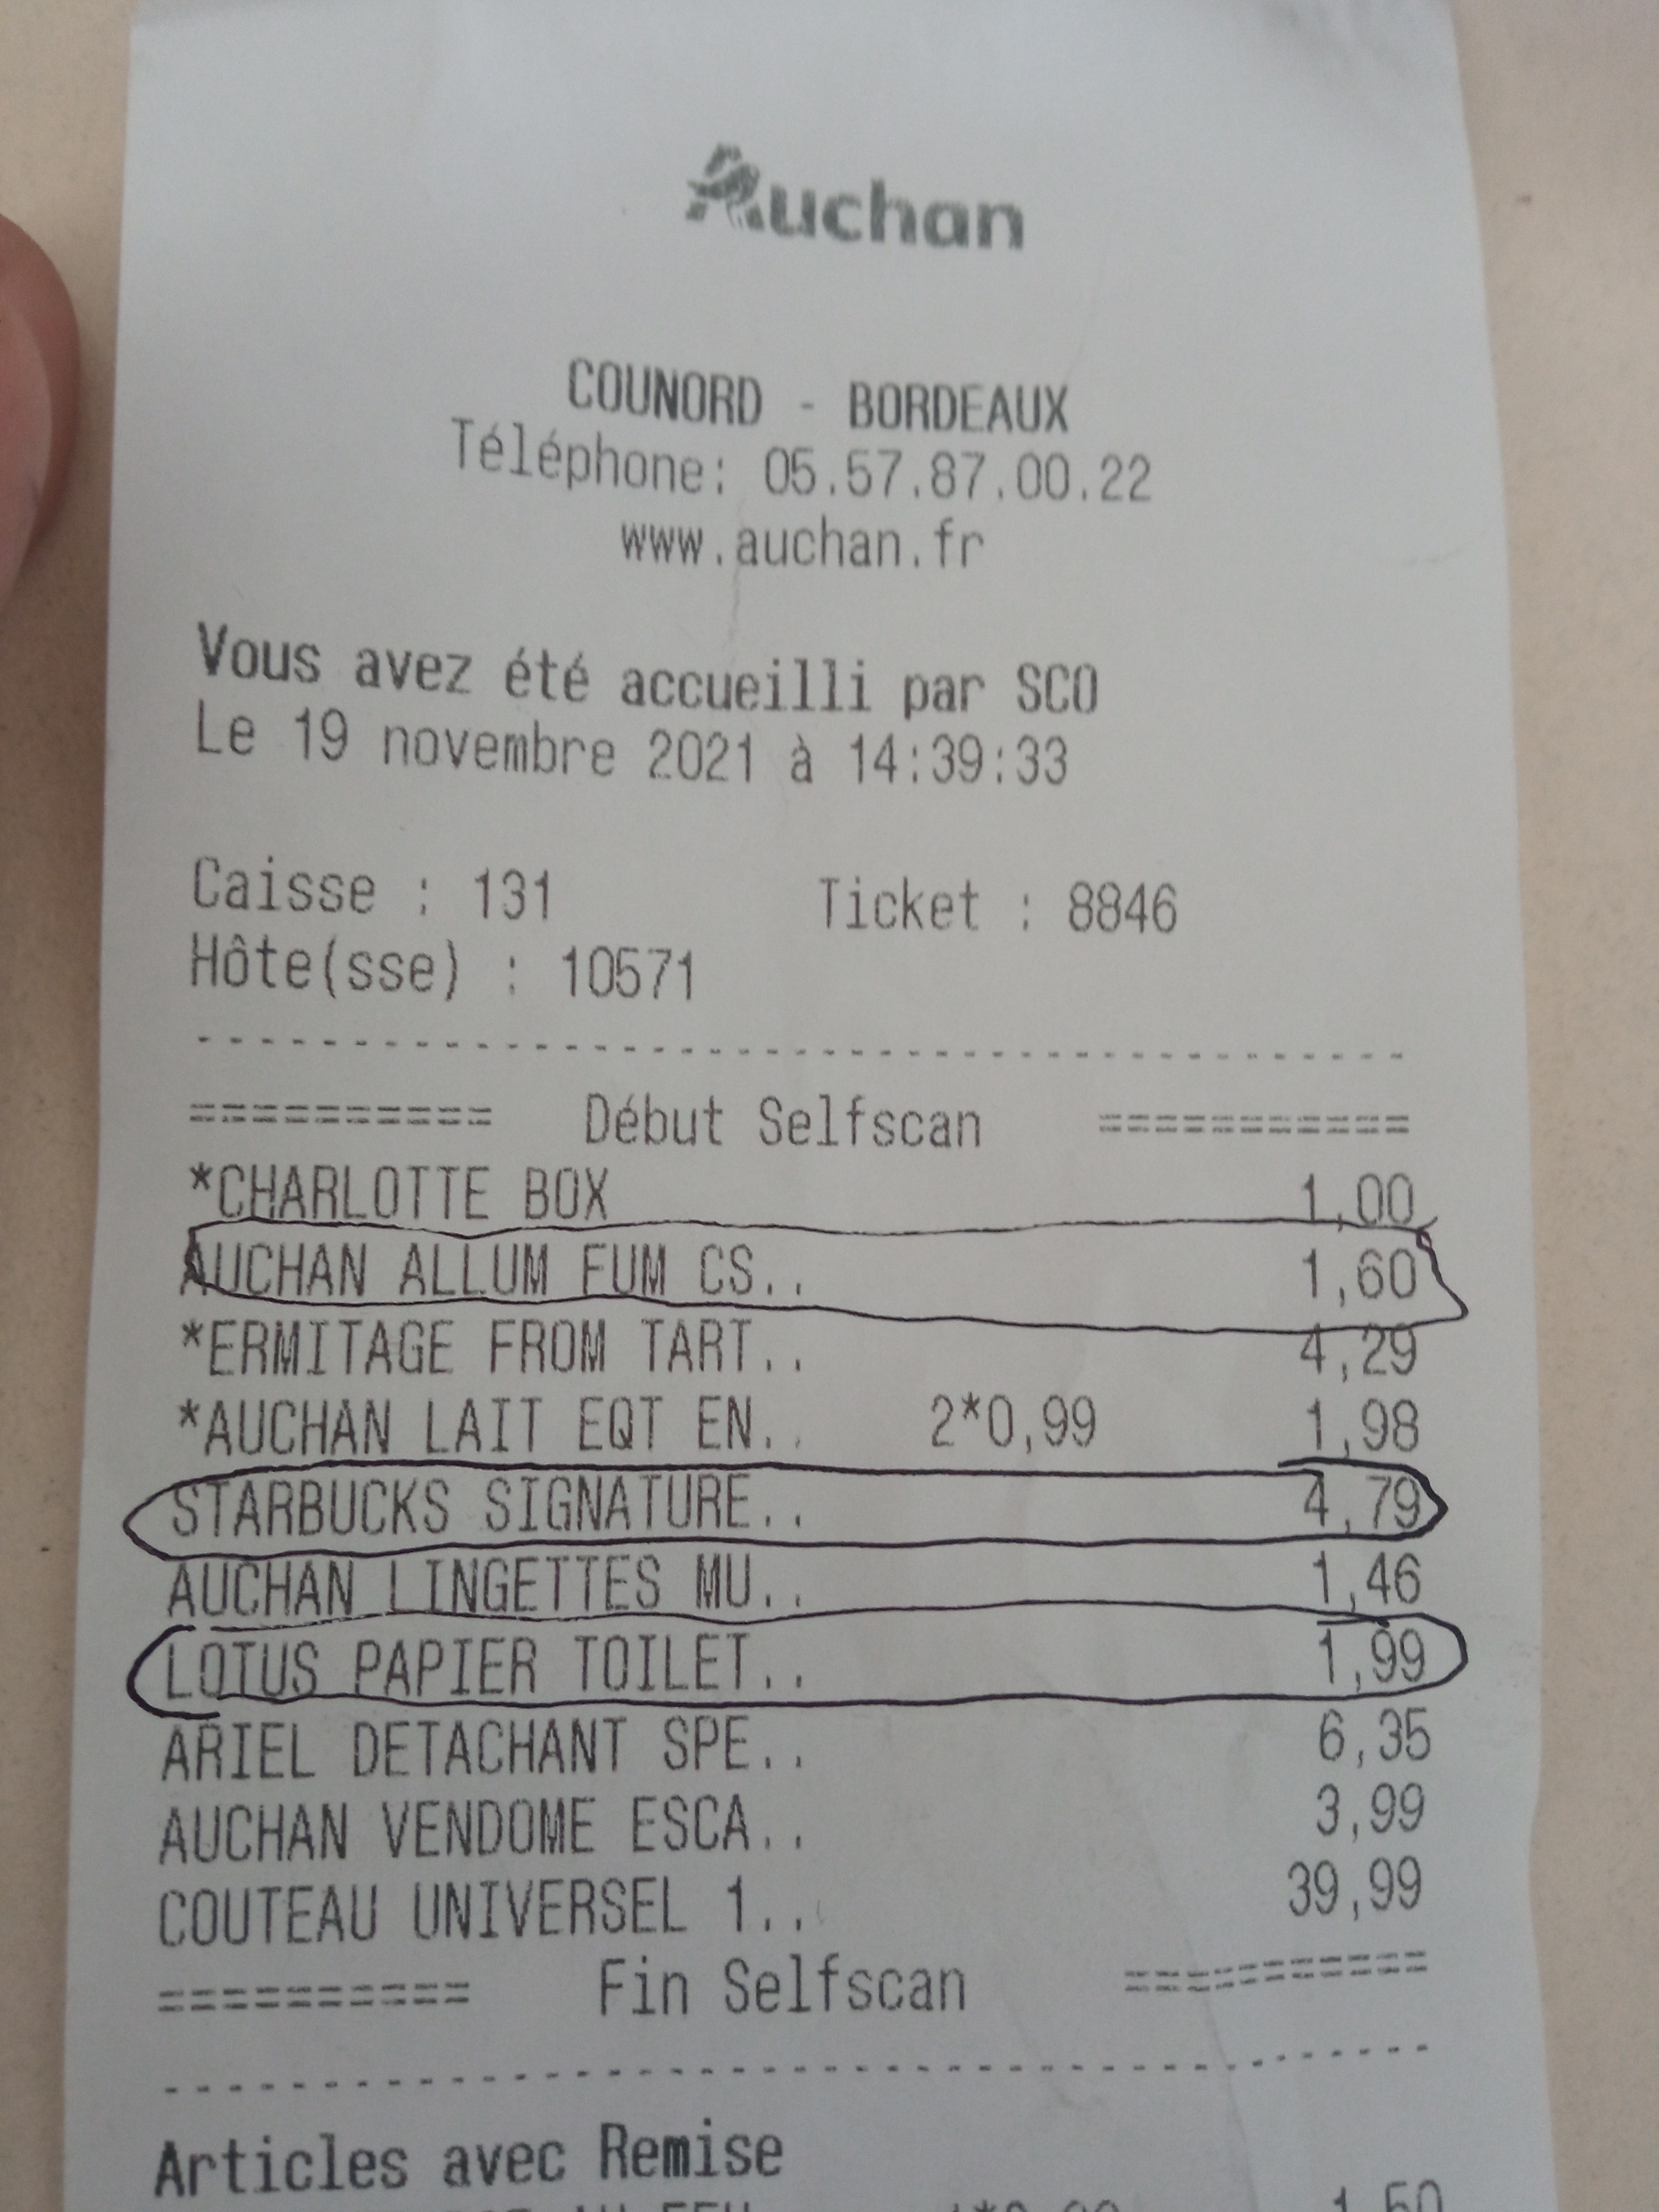 Auchan
COUNORD - BORDEAUX
Téléphone: 05.57.87.00.22
www.auchan.fr
Vous avez été accueilli par SCO
Le 19 novembre 2021 à 14:39:33
Caisse : 131 Ticket : 8846
Hôte(sse) : 10571
----------------------------------------
========== Début Selfscan ==========
*CHARLOTTE BOX 1,00
AUCHAN ALLUM FUM CS.. 1,60
*ERMITAGE FROM TART.. 4,29
*AUCHAN LAIT EQT EN.. 2*0,99 1,98
STARBUCKS SIGNATURE.. 4,79
AUCHAN LINGETTES MU.. 1,46
LOTUS PAPIER TOILET.. 1,99
ARIEL DETACHANT SPE.. 6,35
AUCHAN VENDOME ESCA.. 3,99
COUTEAU UNIVERSEL 1.. 39,99
========== Fin Selfscan ==========
----------------------------------------
Articles avec Remise
1,50